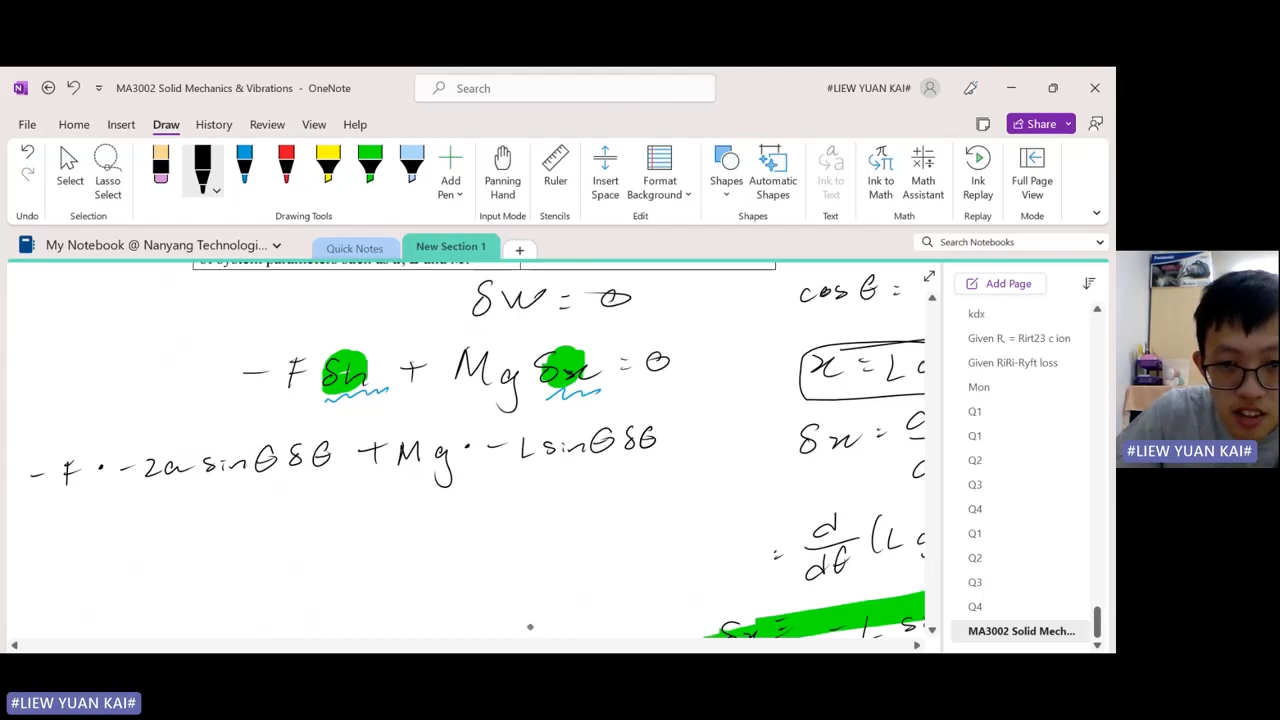 MA3002 Solid Mechanics & Vibrations - OneNote
Search
#LIEW YUAN KAI#
File Home Insert Draw History Review View Help
Share
Undo
Select
Lasso Select
Selection
Add Pen
Drawing Tools
Panning Hand
Input Mode
Ruler
Stencils
Insert Space
Format Background
Edit
Shapes
Automatic Shapes
Shapes
Ink to Text
Text
Ink to Math
Math Assistant
Math
Ink Replay
Replay
Full Page View
Mode
My Notebook @ Nanyang Technologi...
Quick Notes
New Section 1
Search Notebooks
Add Page
kdx
Given R, = Rirt23 c ion
Given RiRi-Ryft loss
Mon
Q1
Q1
Q2
Q3
Q4
Q1
Q2
Q3
Q4
MA3002 Solid Mech...
δW = 0
- F δh + Mg δx = 0
- F · -2a sinθ δθ + Mg · -L sinθ δθ
cos θ =
x = L
δx =
= d/dθ (L
δx = - L
#LIEW YUAN KAI#
#LIEW YUAN KAI#